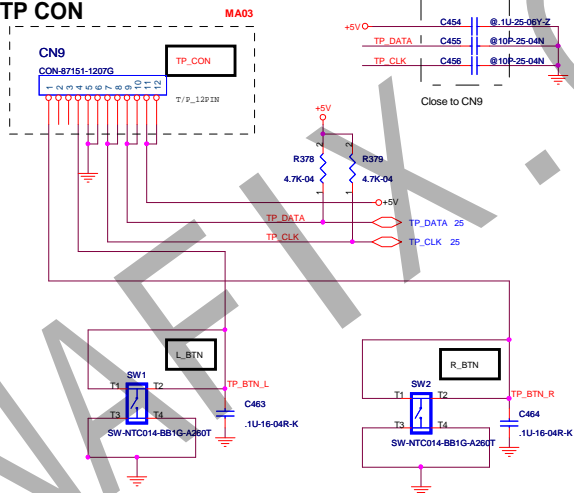 TP CON
MA03
CN9
CON-87151-1207G
TP_CON
1 2 3 4 5 6 7 8 9 10 11 12
T/P_12PIN
+5V
C454
@.1U-25-06Y-Z
TP_DATA
C455
@10P-25-04N
TP_CLK
C456
@10P-25-04N
Close to CN9
+5V
2
2
R378
R379
4.7K-04
4.7K-04
1
1
+5V
TP_DATA
TP_DATA 25
TP_CLK
TP_CLK 25
L_BTN
R_BTN
SW1
T1
T2
TP_BTN_L
T3
T4
C463
.1U-16-04R-K
SW-NTC014-BB1G-A260T
SW2
T1
T2
TP_BTN_R
T3
T4
C464
.1U-16-04R-K
SW-NTC014-BB1G-A260T